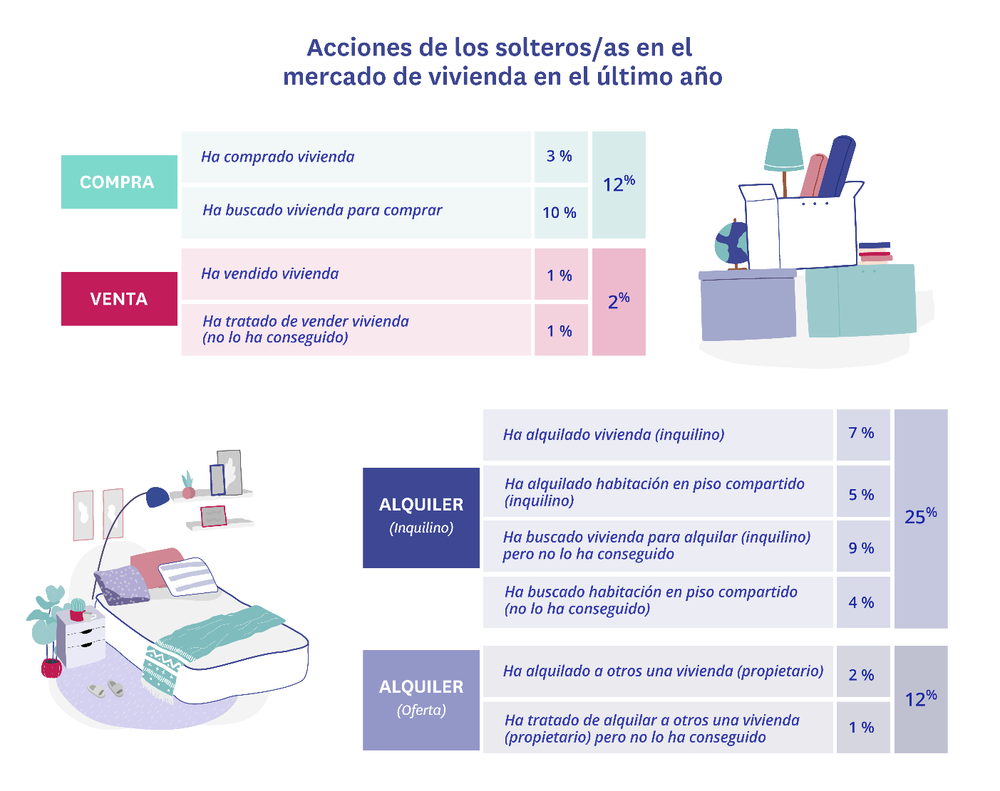 Acciones de los solteros/as en el
mercado de vivienda en el último año
COMPRA
Ha comprado vivienda
3 %
Ha buscado vivienda para comprar
10 %
12%
VENTA
Ha vendido vivienda
1 %
Ha tratado de vender vivienda
(no lo ha conseguido)
1 %
2%
ALQUILER
(Inquilino)
Ha alquilado vivienda (inquilino)
7 %
Ha alquilado habitación en piso compartido
(inquilino)
5 %
Ha buscado vivienda para alquilar (inquilino)
pero no lo ha conseguido
9 %
Ha buscado habitación en piso compartido
(no lo ha conseguido)
4 %
25%
ALQUILER
(Oferta)
Ha alquilado a otros una vivienda (propietario)
2 %
Ha tratado de alquilar a otros una vivienda
(propietario) pero no lo ha conseguido
1 %
12%